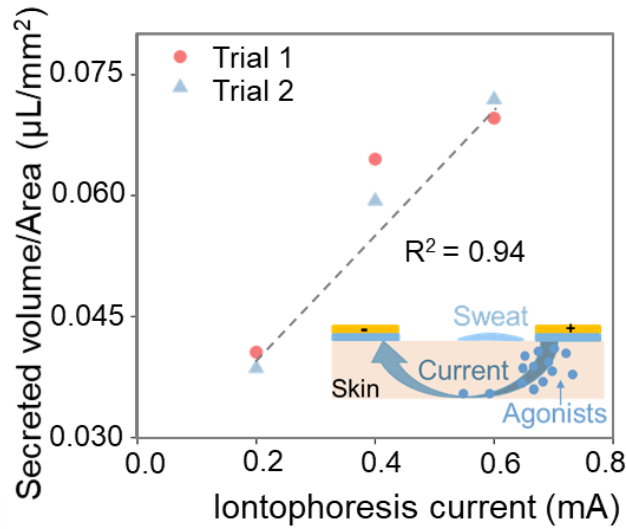 Secreted volume/Area (µL/mm²)
0.075
0.060
0.045
0.030
Trial 1
Trial 2
R² = 0.94
Sweat
-
+
Current
Skin
Agonists
0.0
0.2
0.4
0.6
0.8
Iontophoresis current (mA)